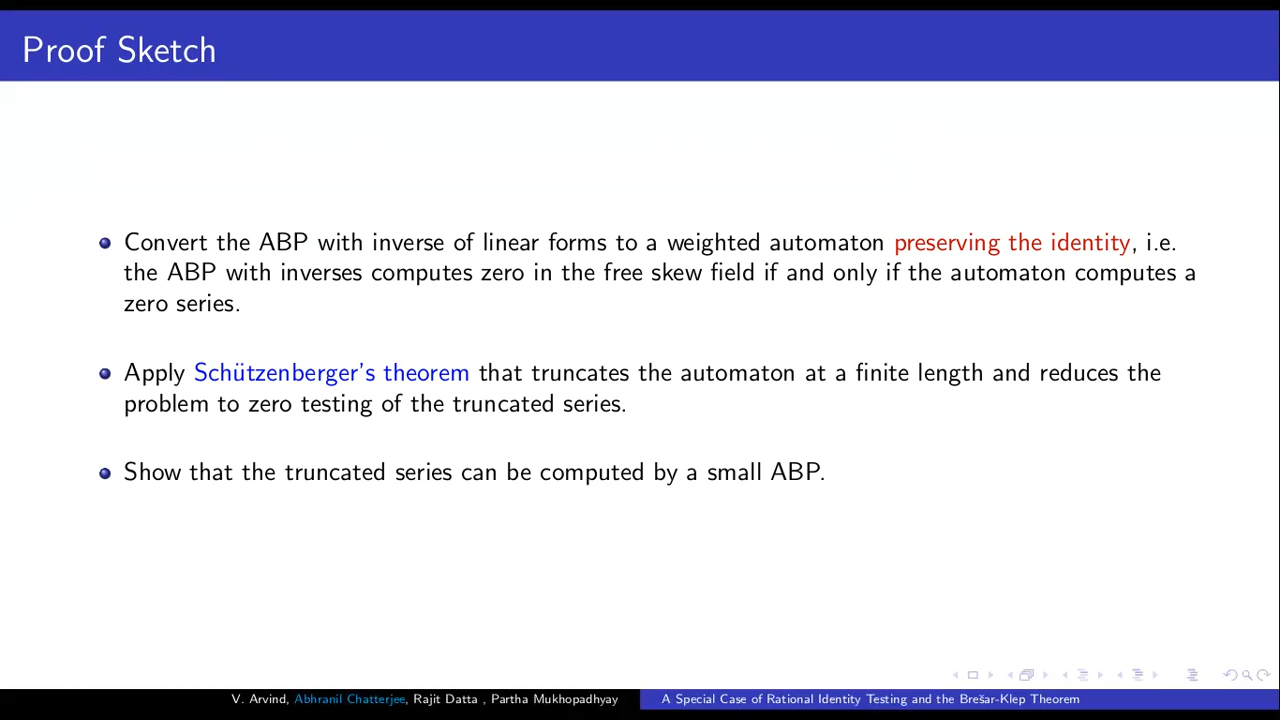 Proof Sketch
Convert the ABP with inverse of linear forms to a weighted automaton preserving the identity, i.e.
the ABP with inverses computes zero in the free skew field if and only if the automaton computes a
zero series.
Apply Schützenberger's theorem that truncates the automaton at a finite length and reduces the
problem to zero testing of the truncated series.
Show that the truncated series can be computed by a small ABP.
V. Arvind, Abhranil Chatterjee, Rajit Datta , Partha Mukhopadhyay
A Special Case of Rational Identity Testing and the Brešar-Klep Theorem